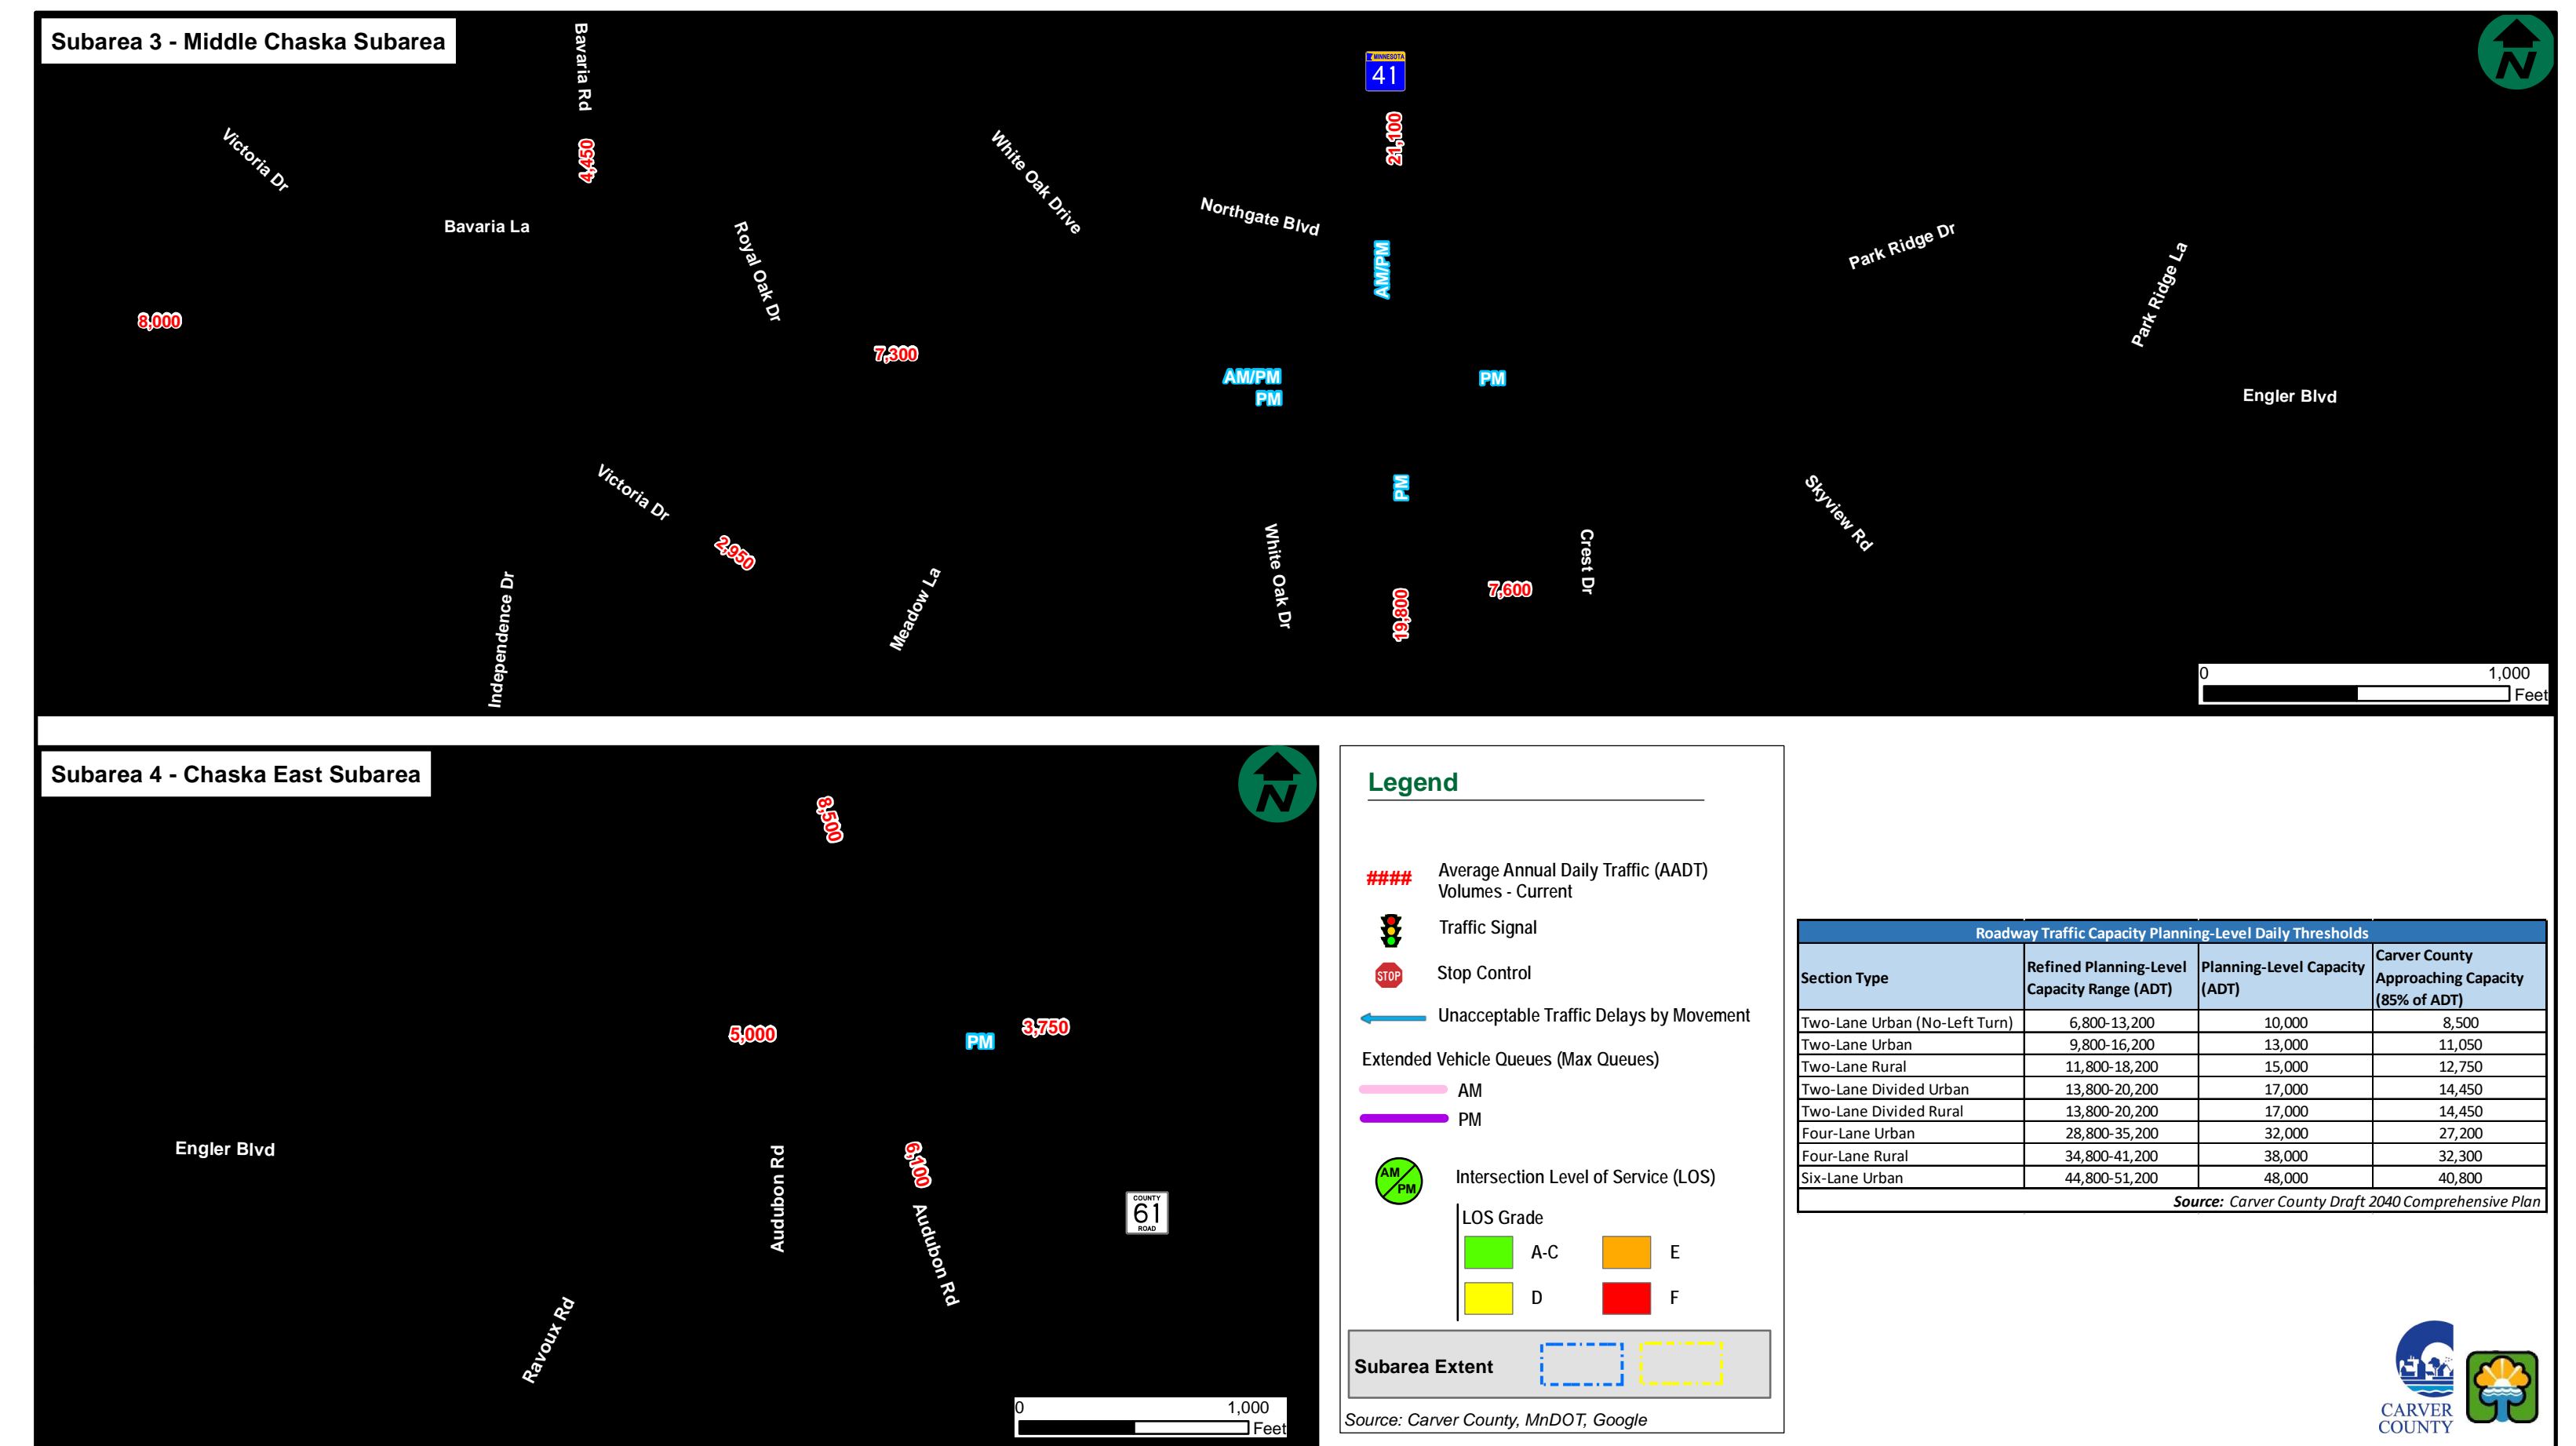 Subarea 3 - Middle Chaska Subarea
Bavaria Rd
MINNESOTA
41
N
21,100
4,450
Victoria Dr
White Oak Drive
Northgate Blvd
Bavaria La
Royal Oak Dr
AM/PM
Park Ridge Dr
Park Ridge La
8,000
7,300
AM/PM
PM
PM
Engler Blvd
Victoria Dr
PM
Skyview Rd
2,950
White Oak Dr
Crest Dr
Independence Dr
Meadow La
19,800
7,600
0 1,000
Feet
Subarea 4 - Chaska East Subarea
N
8,500
5,000
PM
3,750
Engler Blvd
Audubon Rd
6,100
Audubon Rd
COUNTY
61
ROAD
Ravoux Rd
0 1,000
Feet
Legend
#### Average Annual Daily Traffic (AADT)
Volumes - Current
Traffic Signal
STOP Stop Control
Unacceptable Traffic Delays by Movement
Extended Vehicle Queues (Max Queues)
AM
PM
AM/PM Intersection Level of Service (LOS)
LOS Grade
A-C E
D F
Subarea Extent
Source: Carver County, MnDOT, Google
Roadway Traffic Capacity Planning-Level Daily Thresholds
Section Type Refined Planning-Level Capacity Range (ADT) Planning-Level Capacity (ADT) Carver County Approaching Capacity (85% of ADT)
Two-Lane Urban (No-Left Turn) 6,800-13,200 10,000 8,500
Two-Lane Urban 9,800-16,200 13,000 11,050
Two-Lane Rural 11,800-18,200 15,000 12,750
Two-Lane Divided Urban 13,800-20,200 17,000 14,450
Two-Lane Divided Rural 13,800-20,200 17,000 14,450
Four-Lane Urban 28,800-35,200 32,000 27,200
Four-Lane Rural 34,800-41,200 38,000 32,300
Six-Lane Urban 44,800-51,200 48,000 40,800
Source: Carver County Draft 2040 Comprehensive Plan
CARVER
COUNTY